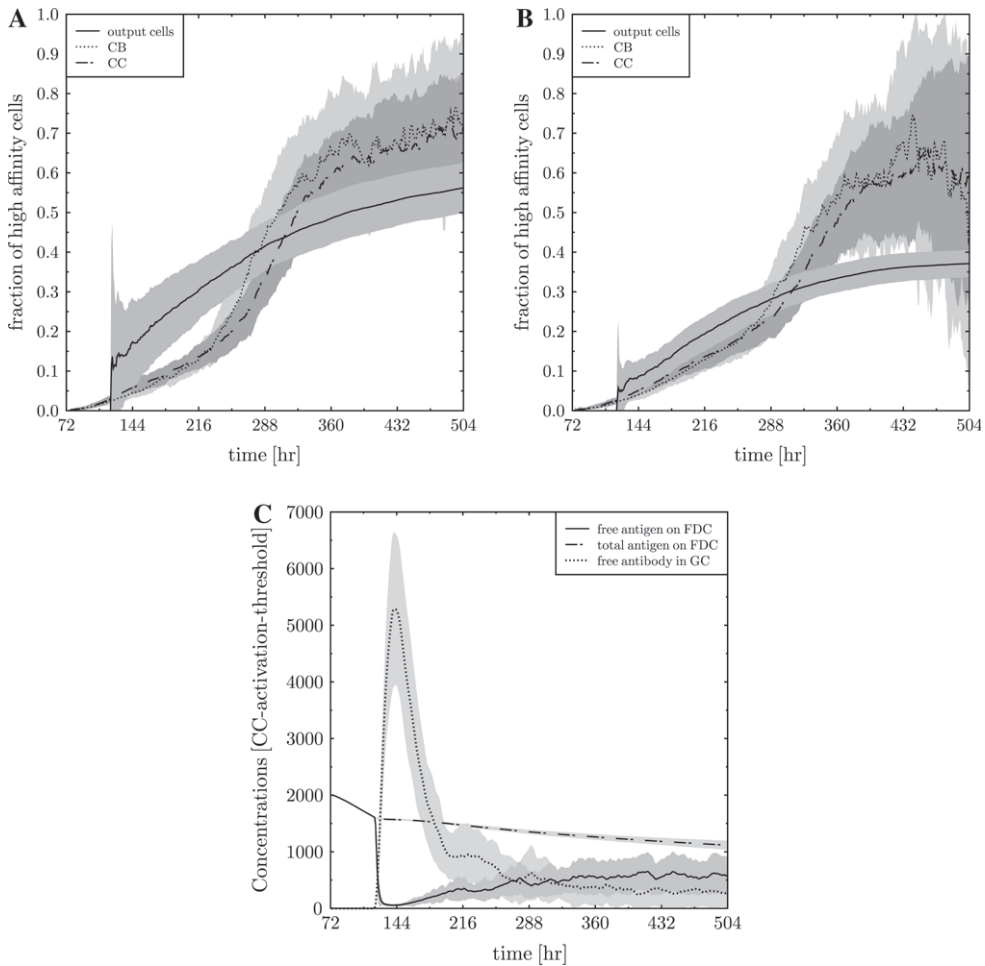 A
output cells
CB
CC
fraction of high affinity cells
1.0
0.9
0.8
0.7
0.6
0.5
0.4
0.3
0.2
0.1
0.0
72 144 216 288 360 432 504
time [hr]
B
output cells
CB
CC
fraction of high affinity cells
1.0
0.9
0.8
0.7
0.6
0.5
0.4
0.3
0.2
0.1
0.0
72 144 216 288 360 432 504
time [hr]
C
free antigen on FDC
total antigen on FDC
free antibody in GC
Concentrations [CC-activation-threshold]
7000
6000
5000
4000
3000
2000
1000
0
72 144 216 288 360 432 504
time [hr]